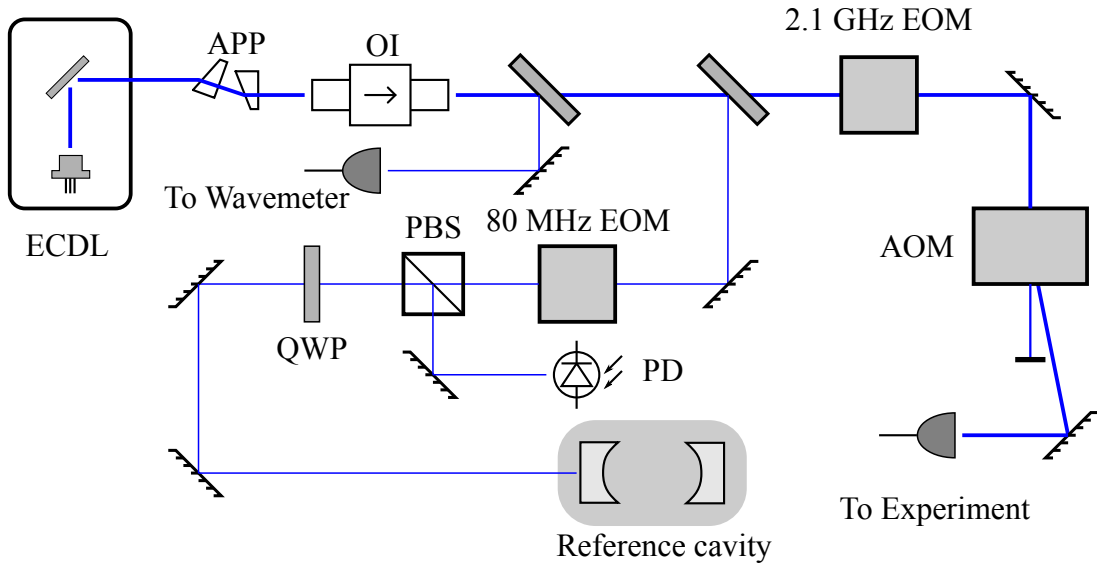 2.1 GHz EOM
APP
OI
To Wavemeter
ECDL
PBS
80 MHz EOM
AOM
QWP
PD
To Experiment
Reference cavity